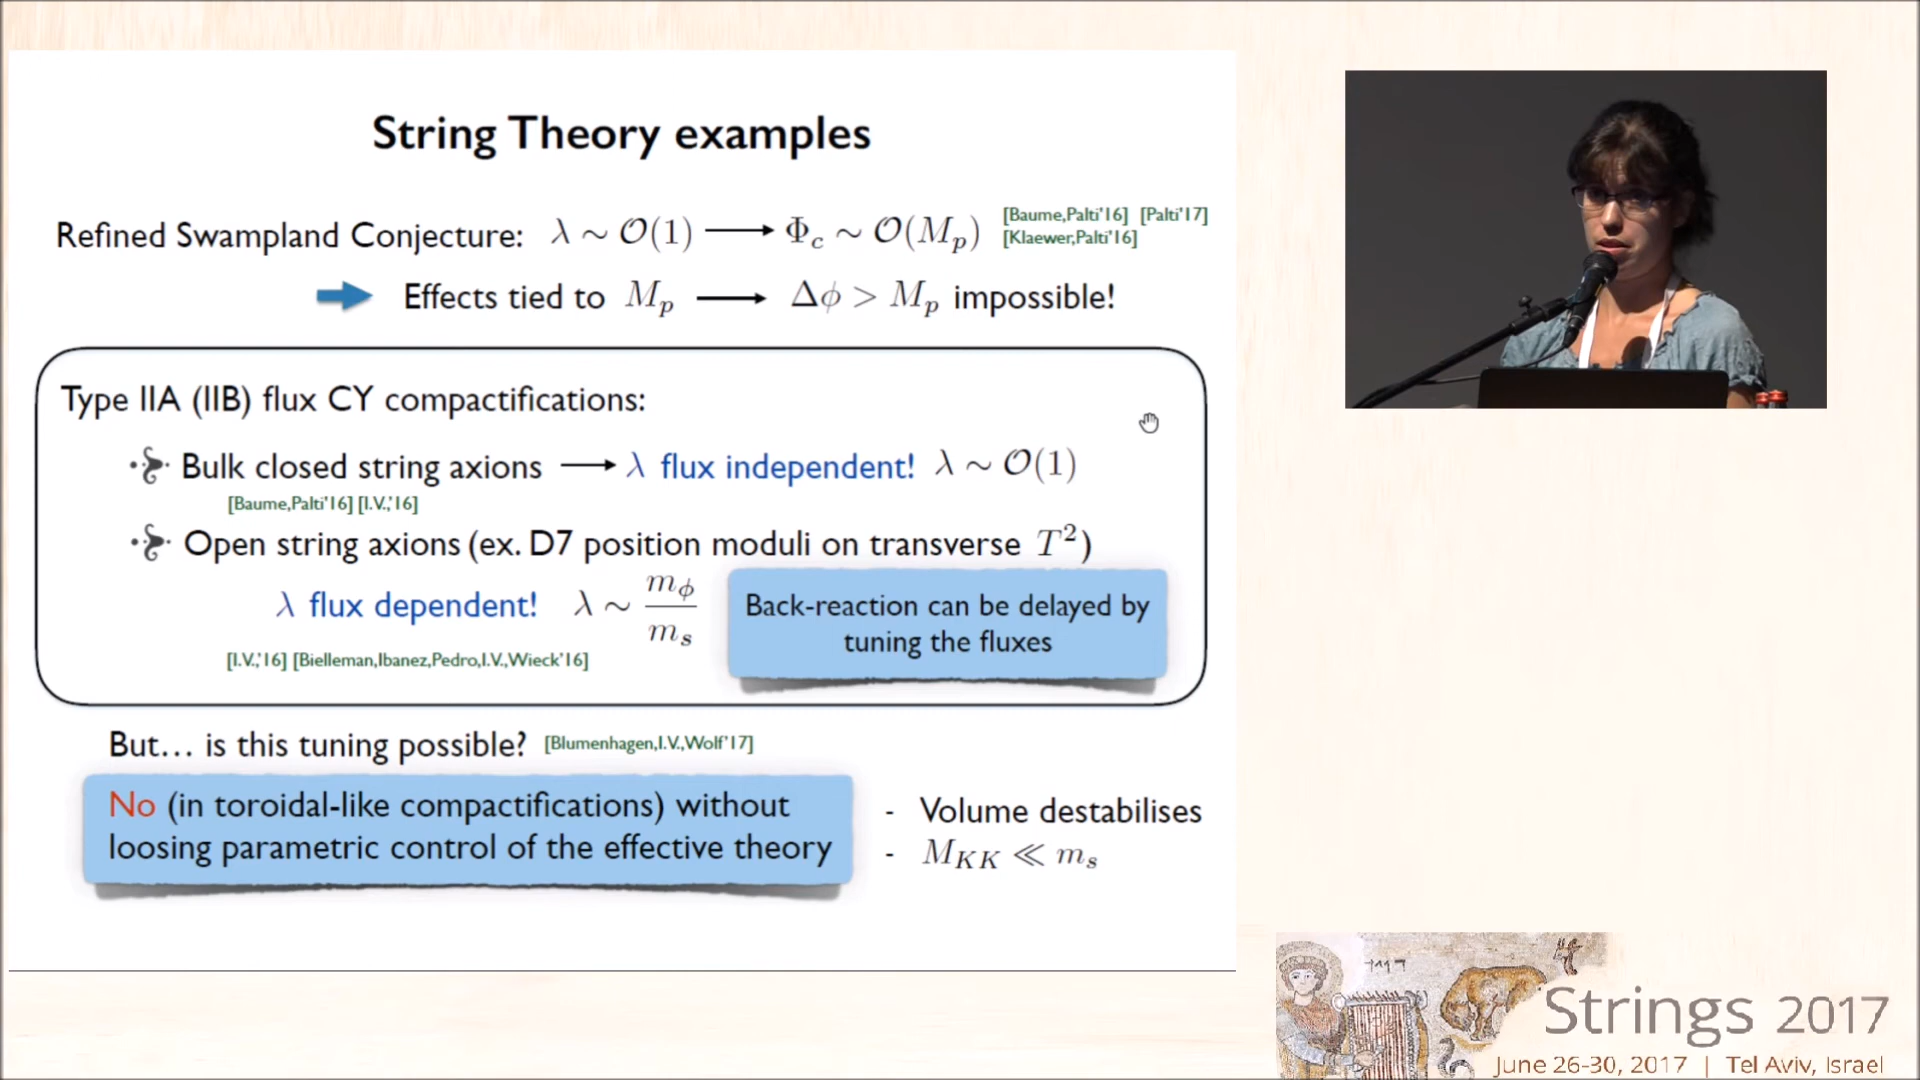 String Theory examples
Refined Swampland Conjecture: λ ∼ O(1) ⟶ Φ_c ∼ O(M_p) [Baume,Palti'16] [Palti'17]
[Klaewer,Palti'16]
Effects tied to M_p ⟶ Δϕ > M_p impossible!
Type IIA (IIB) flux CY compactifications:
Bulk closed string axions ⟶ λ flux independent! λ ∼ O(1)
[Baume,Palti'16] [I.V.,'16]
Open string axions (ex. D7 position moduli on transverse T²)
λ flux dependent! λ ∼ m_ϕ / m_s
Back-reaction can be delayed by
tuning the fluxes
[I.V.,'16] [Bielleman,Ibanez,Pedro,I.V.,Wieck'16]
But… is this tuning possible? [Blumenhagen,I.V.,Wolf'17]
No (in toroidal-like compactifications) without
loosing parametric control of the effective theory
- Volume destabilises
- M_KK ≪ m_s
Strings 2017
June 26-30, 2017 | Tel Aviv, Israel